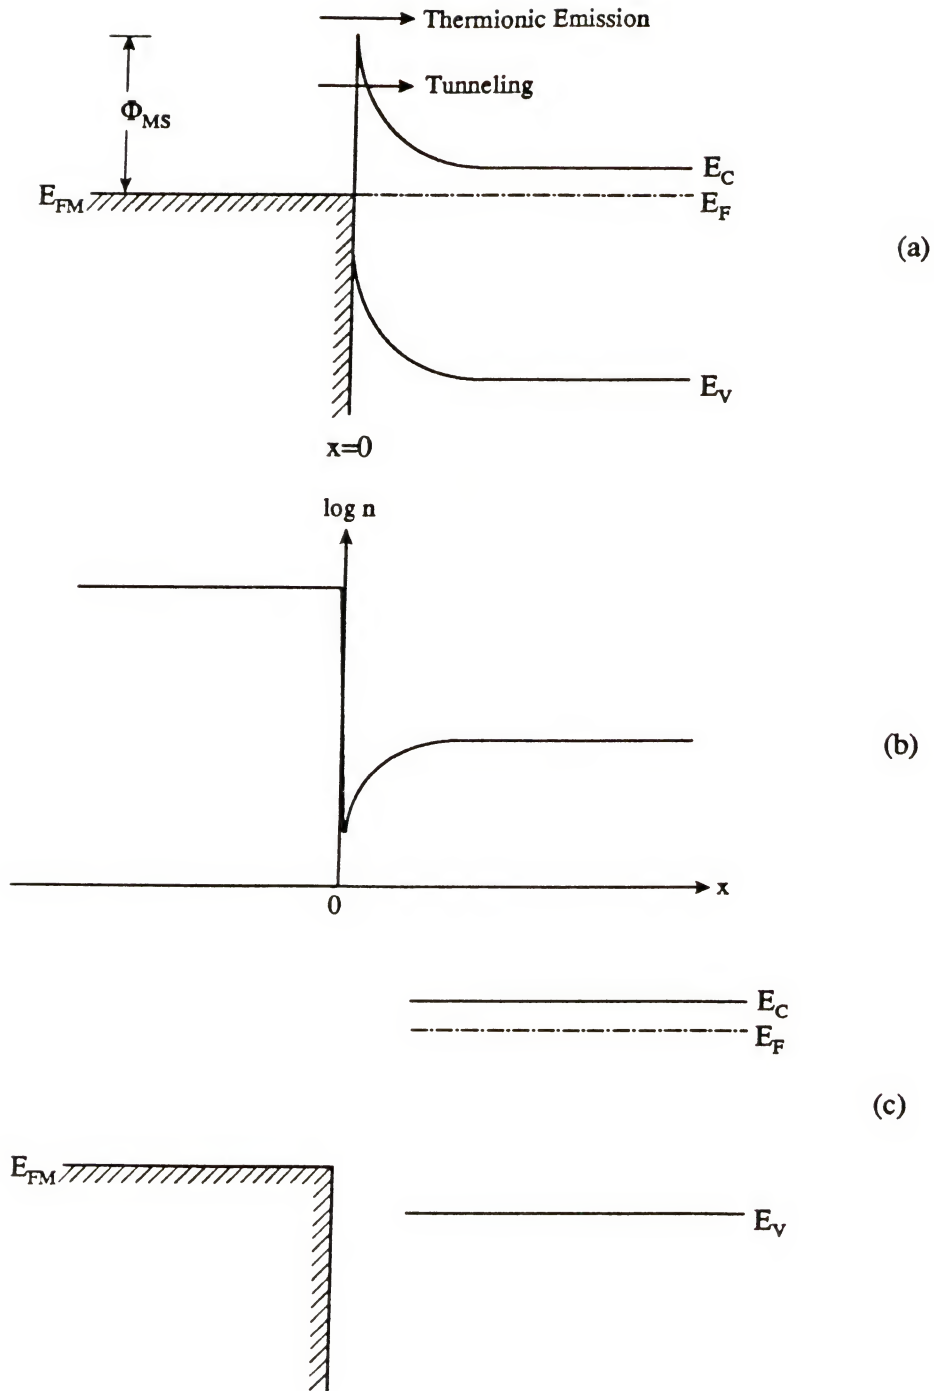 Thermionic Emission
Tunneling
Φ_MS
E_C
E_FM
E_F
(a)
E_V
x=0
log n
(b)
x
0
E_C
E_F
(c)
E_FM
E_V